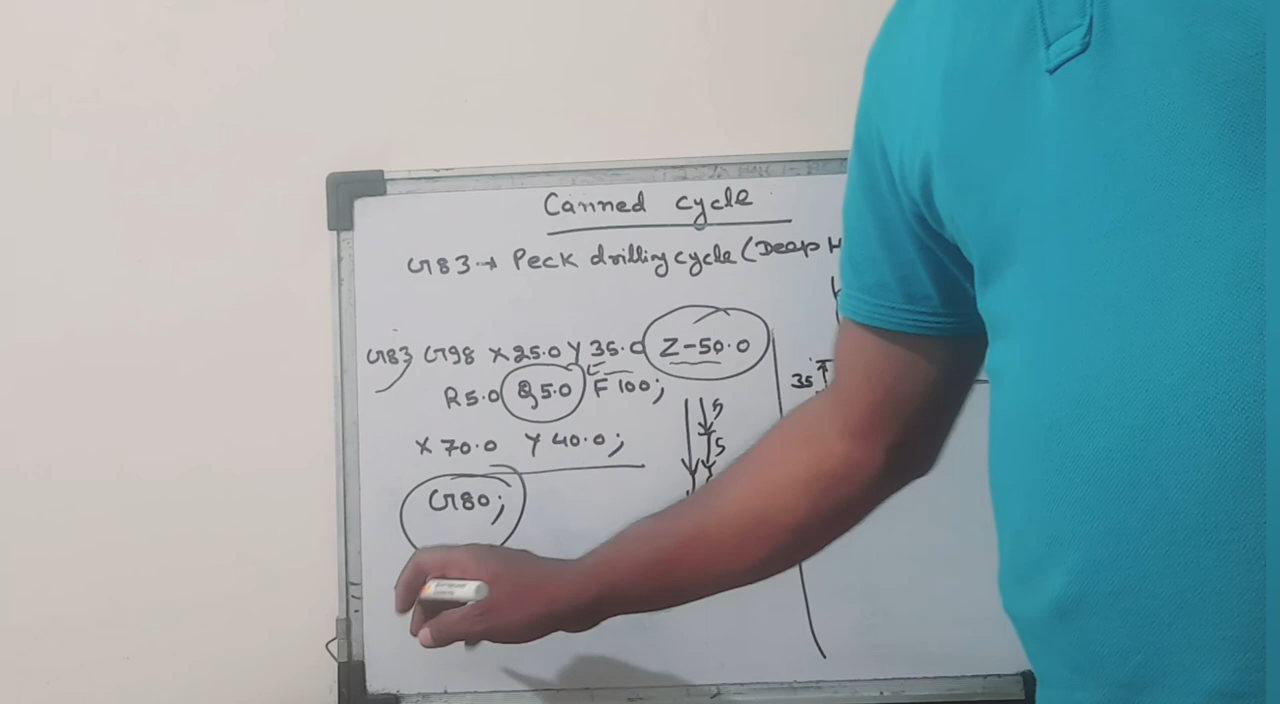 Canned cycle
G83→ Peck drilling cycle (Deep H
G83 G98 X25.0 Y35.0 Z-50.0
R5.0 Q5.0 F100;
X70.0 Y40.0;
G80;
5
5
35